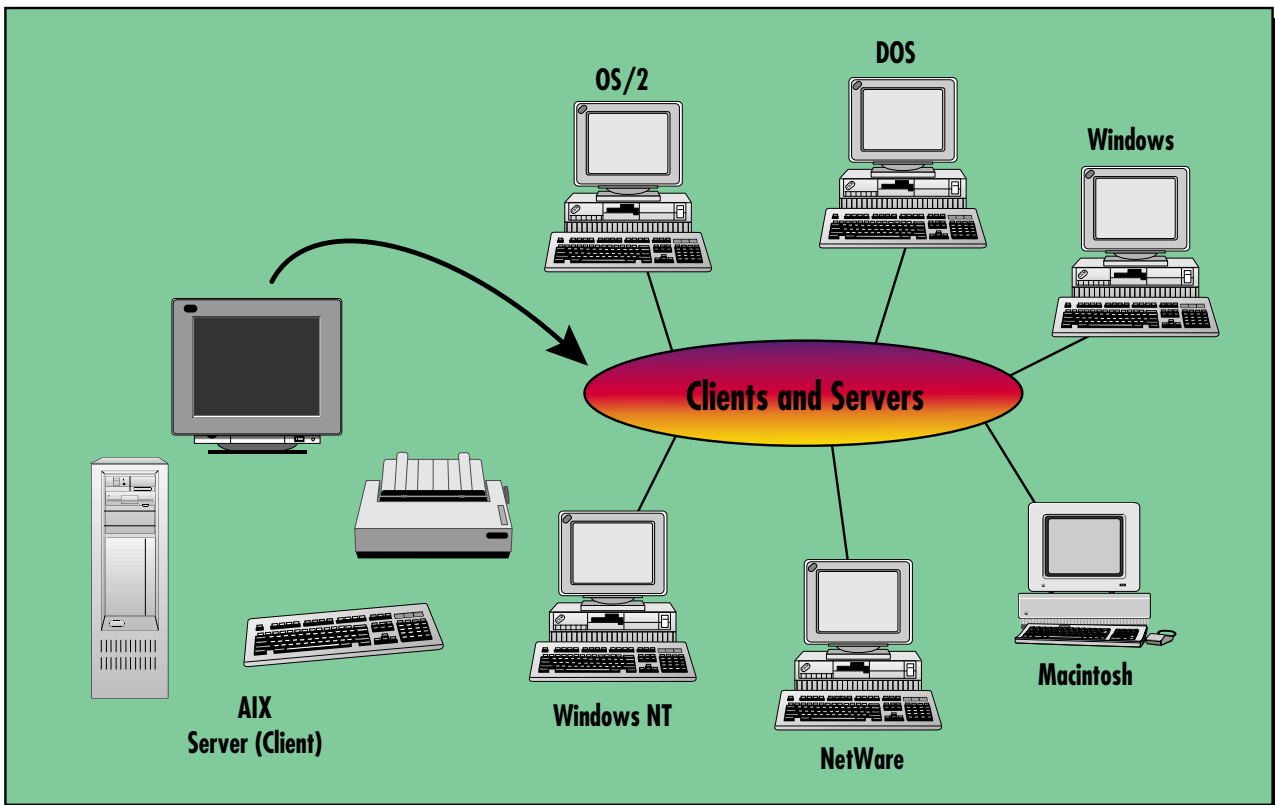 OS/2
DOS
Windows
Clients and Servers
AIX
Server (Client)
Windows NT
NetWare
Macintosh